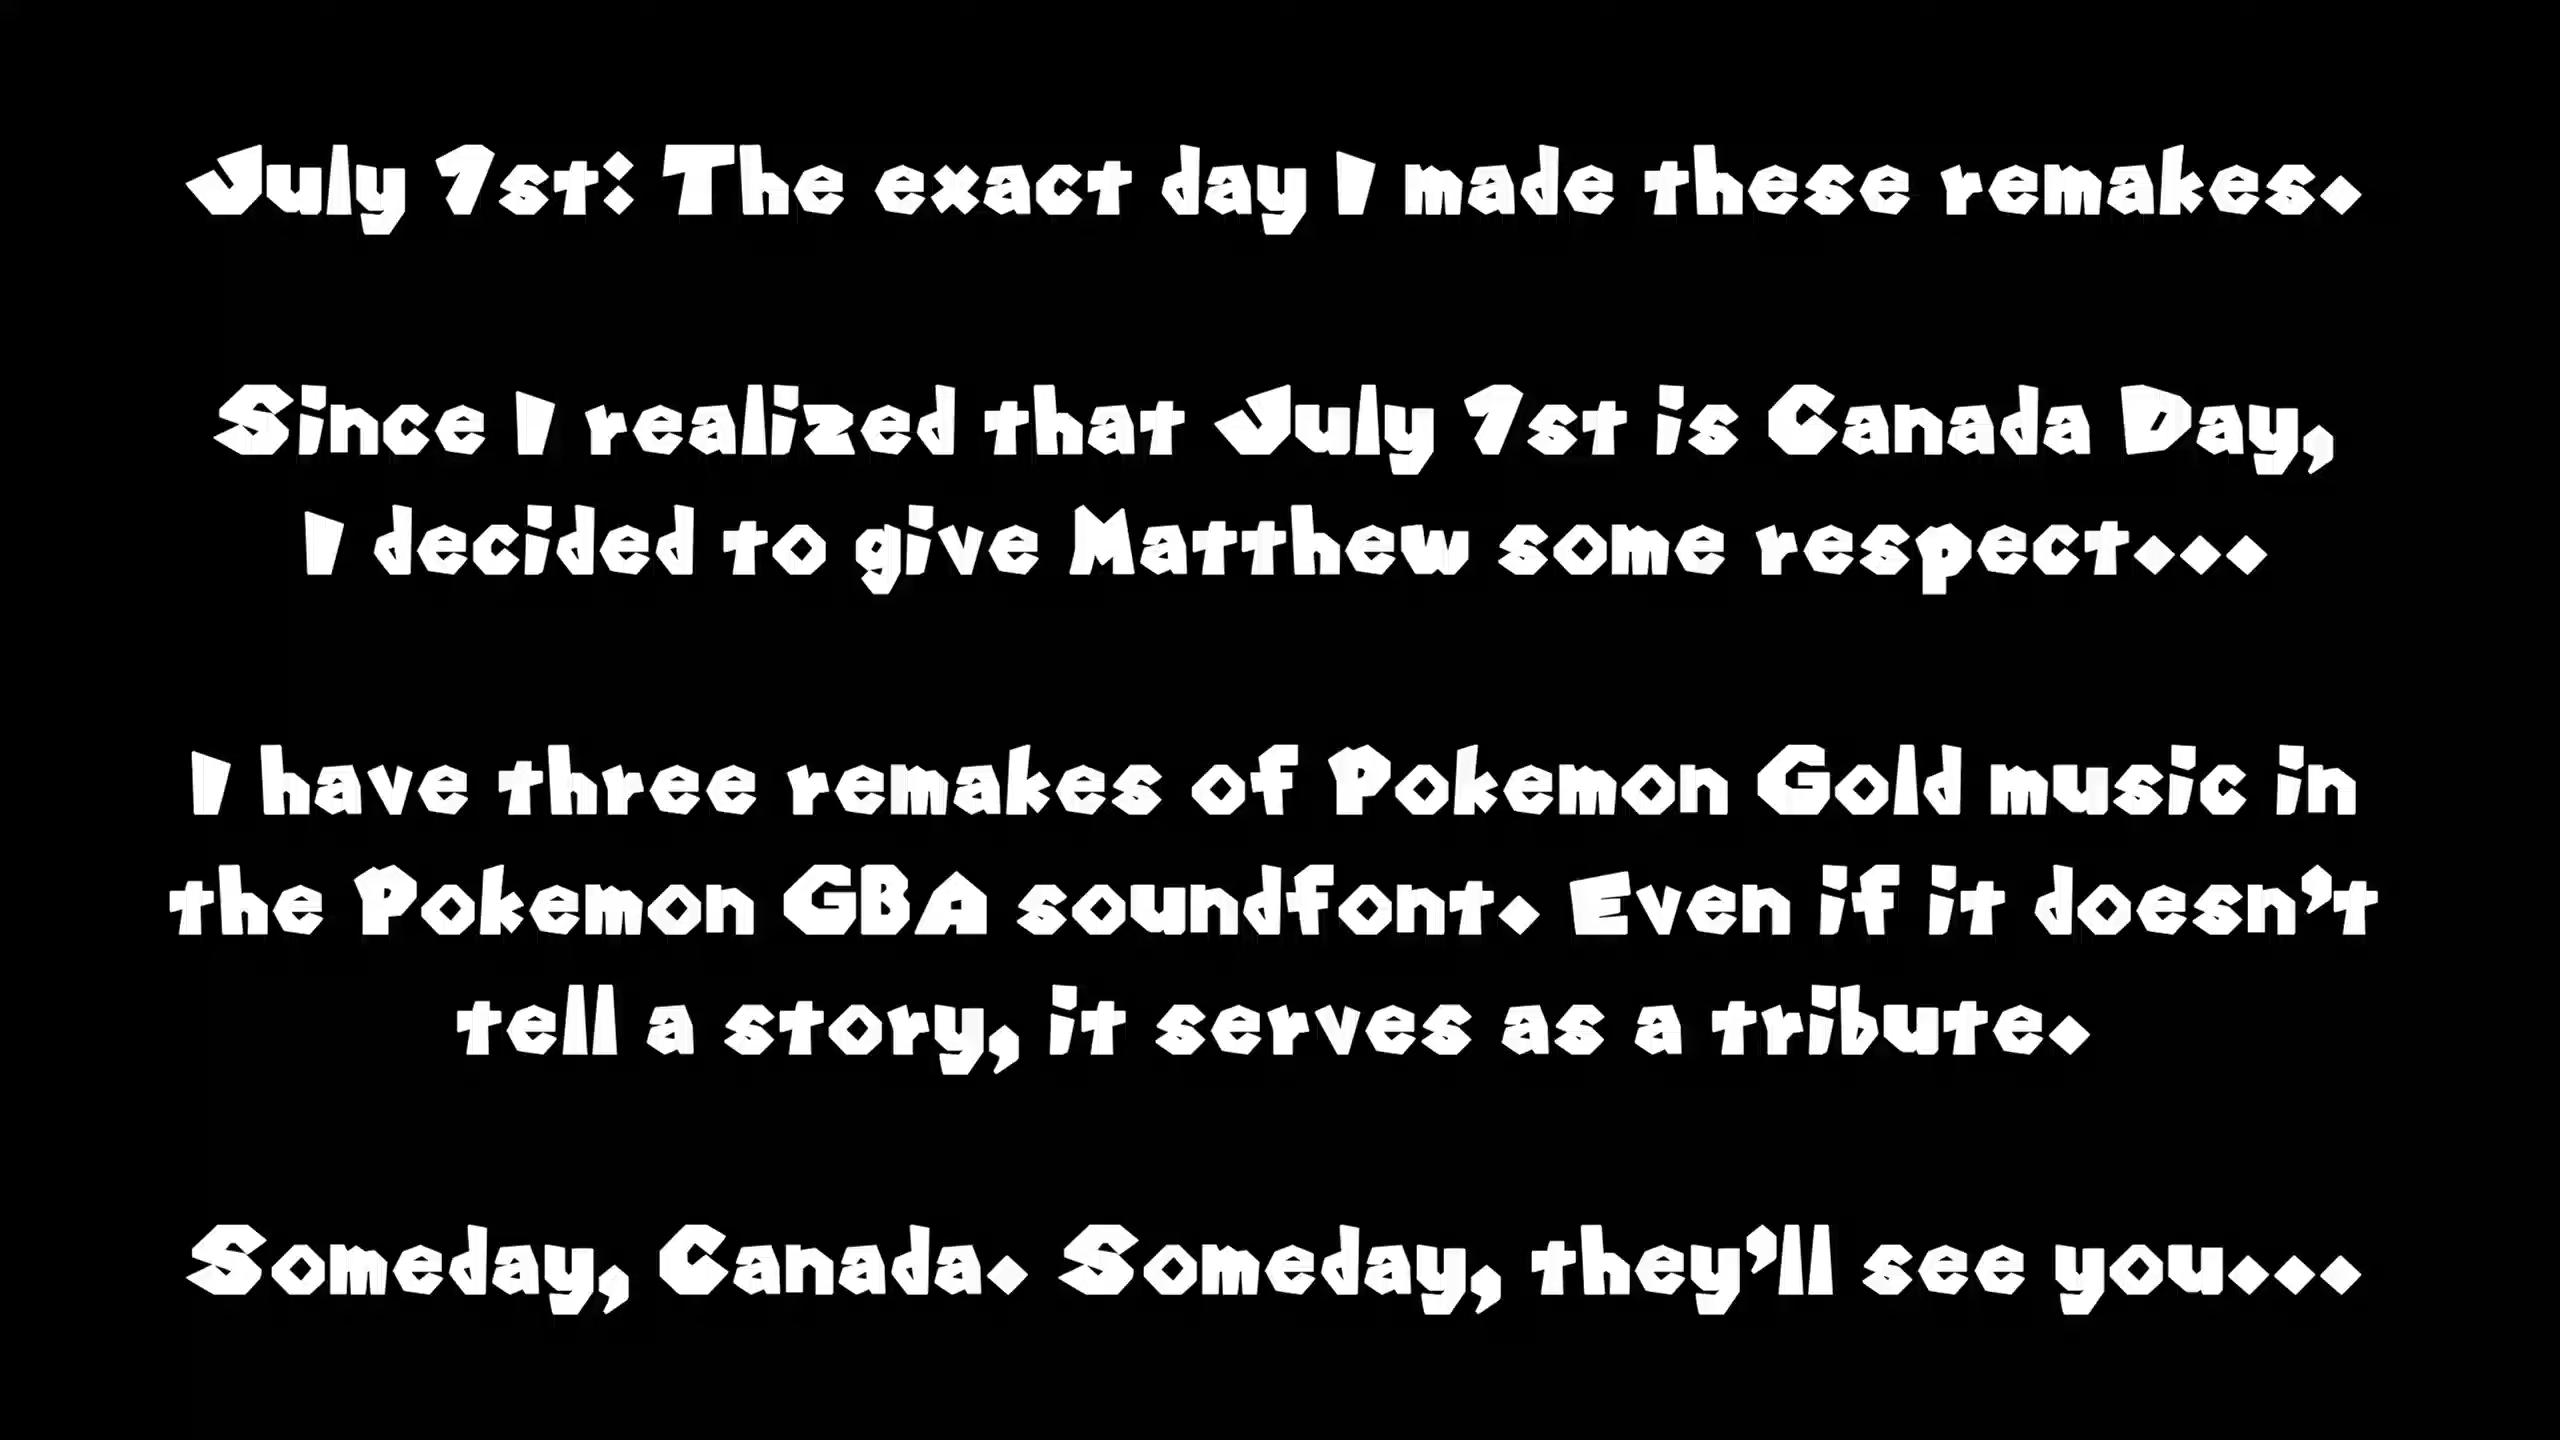 July 1st: The exact day I made these remakes.
Since I realized that July 1st is Canada Day,
I decided to give Matthew some respect...
I have three remakes of Pokemon Gold music in
the Pokemon GBA soundfont. Even if it doesn't
tell a story, it serves as a tribute.
Someday, Canada. Someday, they'll see you...